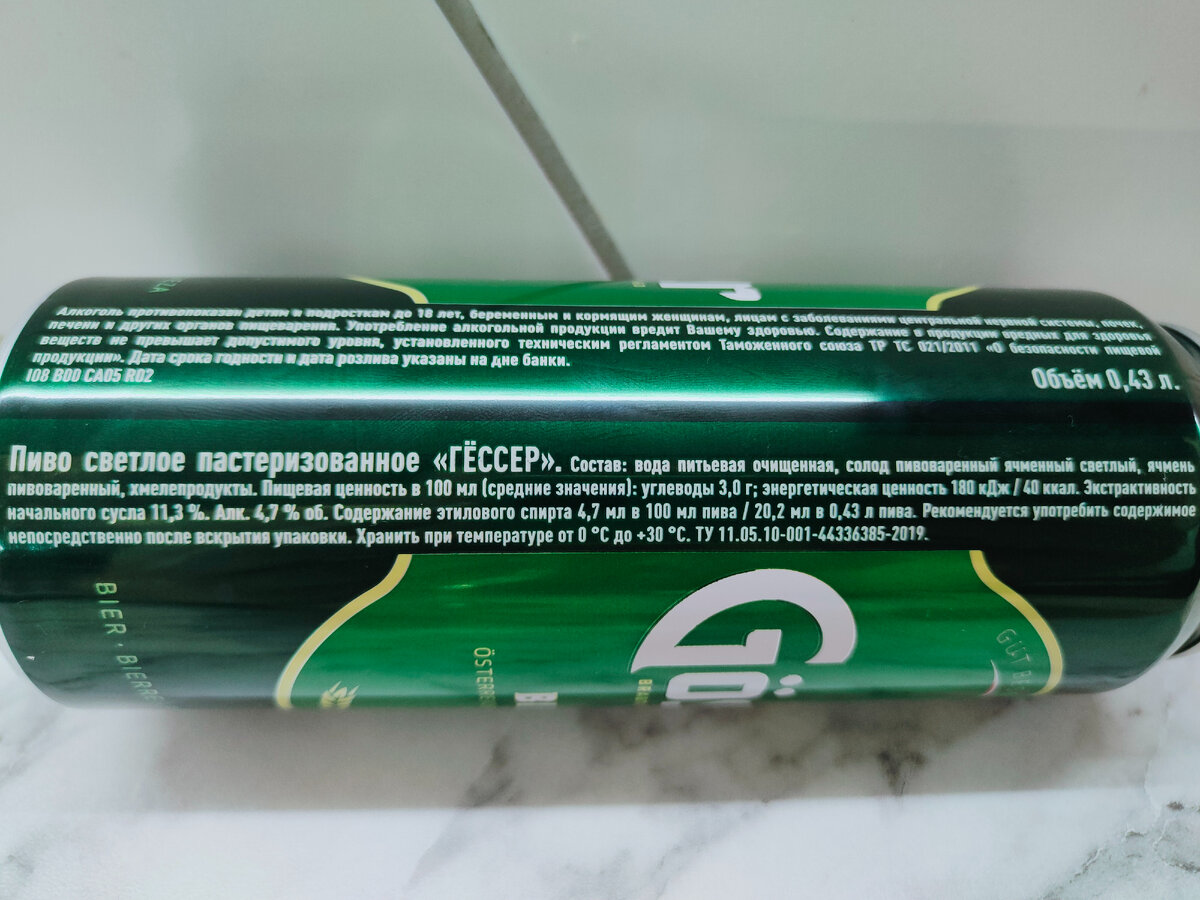 Алкоголь противопоказан детям и подросткам до 18 лет, беременным и кормящим женщинам, лицам с заболеваниями центральной нервной системы, почек,
печени и других органов пищеварения. Употребление алкогольной продукции вредит Вашему здоровью. Содержание в продукции вредных для здоровья
веществ не превышает допустимого уровня, установленного техническим регламентом Таможенного союза ТР ТС 021/2011 «О безопасности пищевой
продукции». Дата срока годности и дата розлива указаны на дне банки.
I08 B00 CA05 R02
Объём 0,43 л.
Пиво светлое пастеризованное «ГЁССЕР». Состав: вода питьевая очищенная, солод пивоваренный ячменный светлый, ячмень
пивоваренный, хмелепродукты. Пищевая ценность в 100 мл (средние значения): углеводы 3,0 г; энергетическая ценность 180 кДж / 40 ккал. Экстрактивность
начального сусла 11,3 %. Алк. 4,7 % об. Содержание этилового спирта 4,7 мл в 100 мл пива / 20,2 мл в 0,43 л пива. Рекомендуется употребить содержимое
непосредственно после вскрытия упаковки. Хранить при температуре от 0 °С до +30 °С. ТУ 11.05.10-001-44336385-2019.
BIER · BIERRE
GUT B
Gö